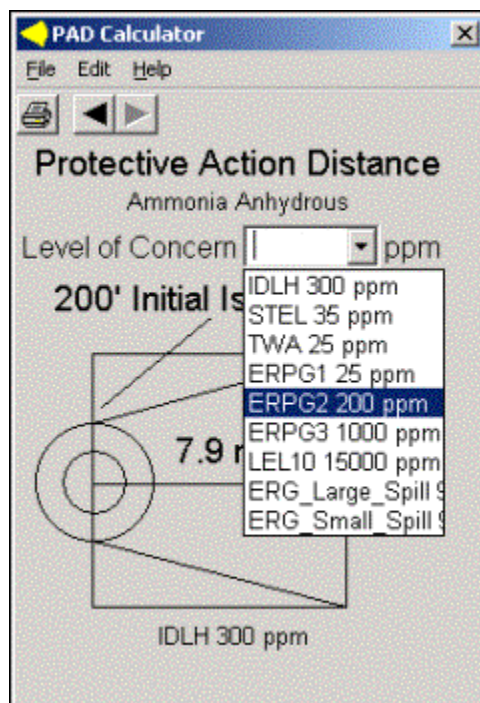 PAD Calculator
File Edit Help
Protective Action Distance
Ammonia Anhydrous
Level of Concern ppm
200' Initial
IDLH 300 ppm
STEL 35 ppm
TWA 25 ppm
ERPG1 25 ppm
ERPG2 200 ppm
ERPG3 1000 ppm
LEL10 15000 ppm
ERG_Large_Spill
ERG_Small_Spill
7.9
IDLH 300 ppm